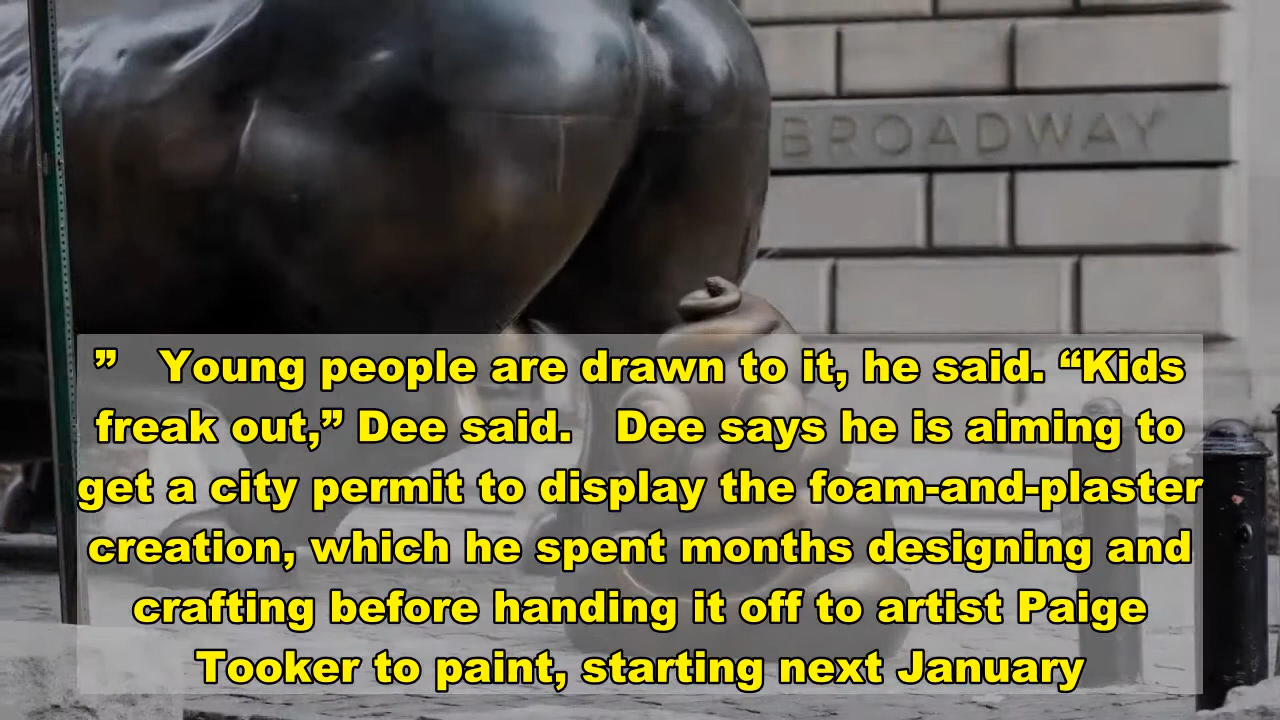 BROADWAY
” Young people are drawn to it, he said. “Kids
freak out,” Dee said. Dee says he is aiming to
get a city permit to display the foam-and-plaster
creation, which he spent months designing and
crafting before handing it off to artist Paige
Tooker to paint, starting next January